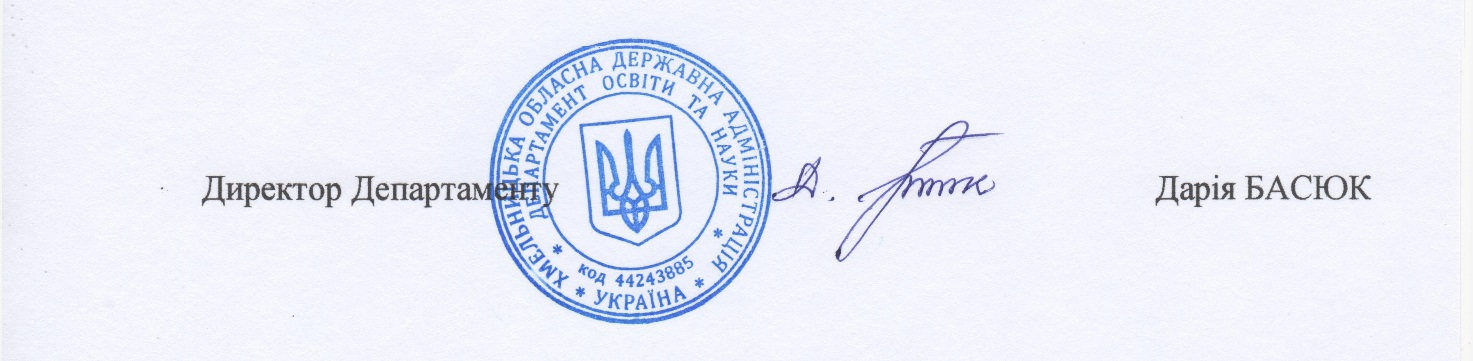 Директор Департаменту Дарія БАСЮК
ХМЕЛЬНИЦЬКА ОБЛАСНА ДЕРЖАВНА АДМІНІСТРАЦІЯ
ДЕПАРТАМЕНТ ОСВІТИ ТА НАУКИ
* код 44243885 *
* УКРАЇНА *